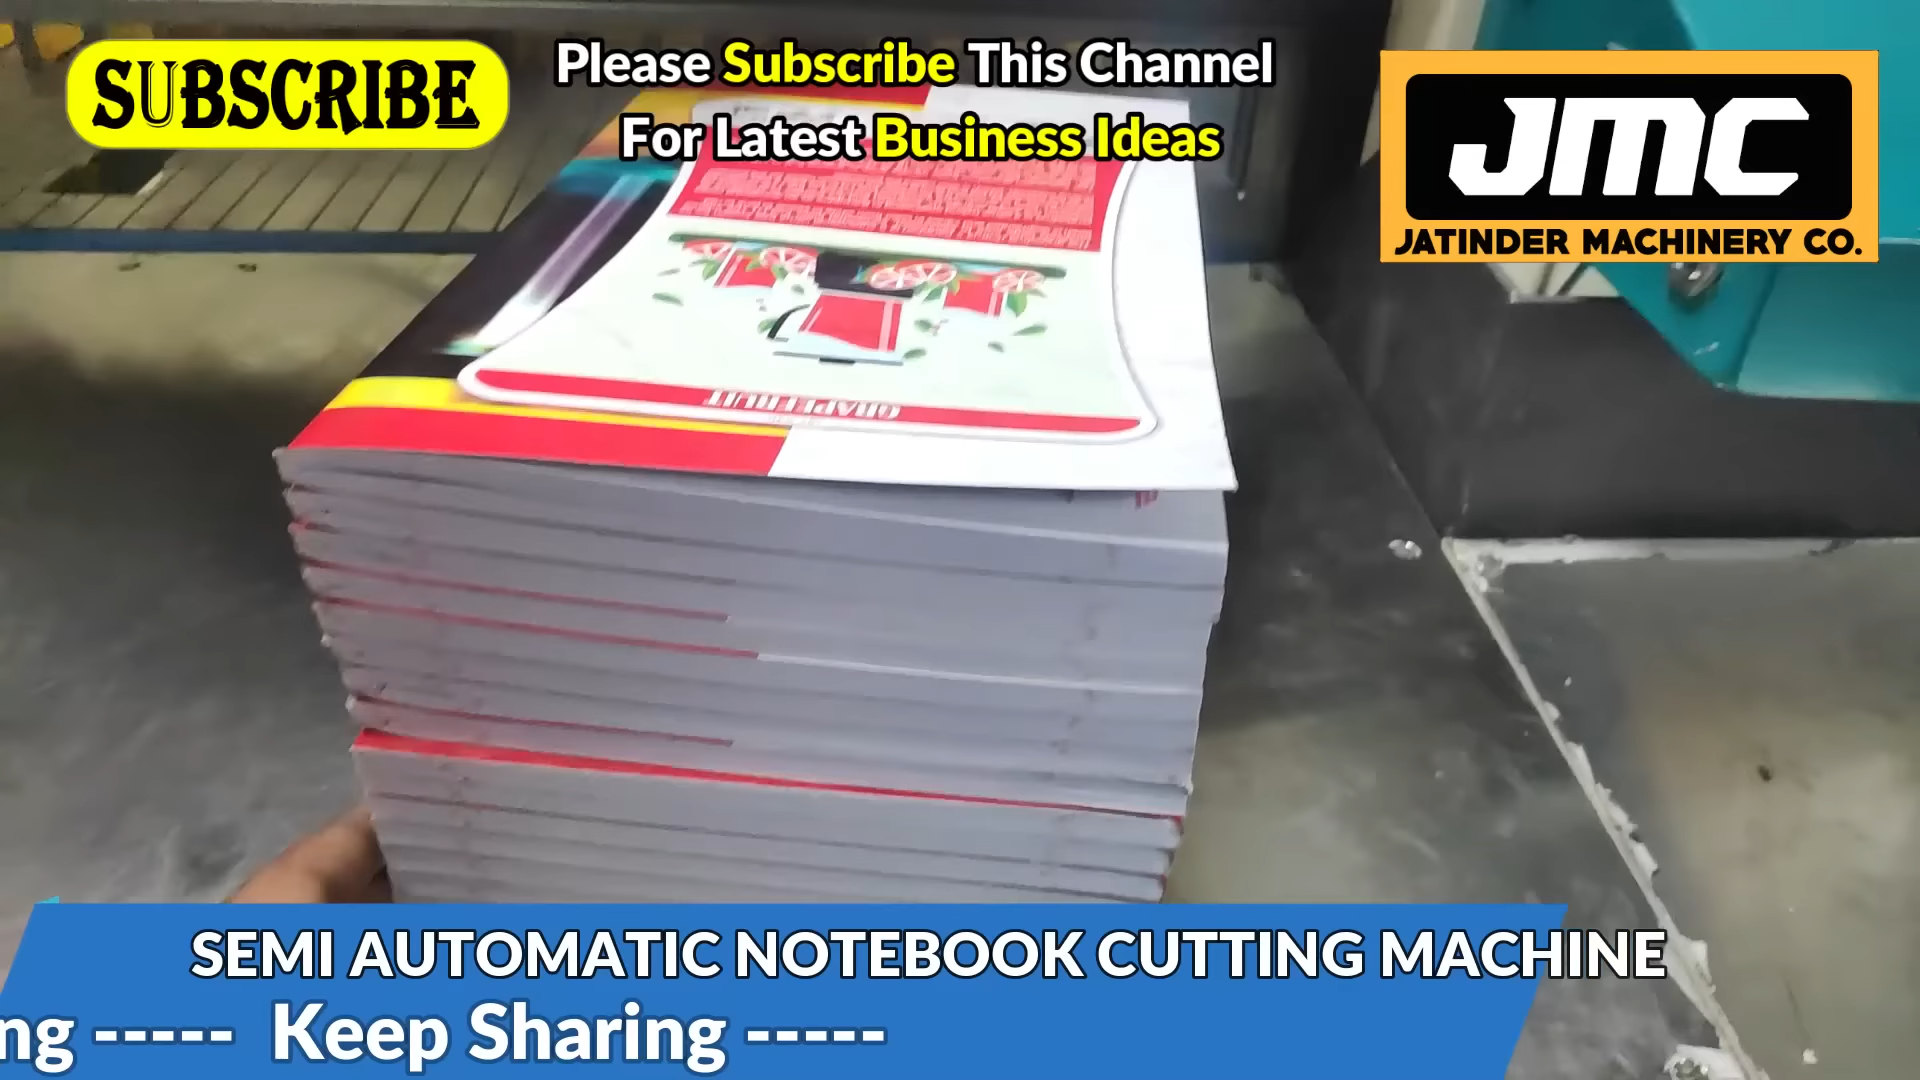 SUBSCRIBE
Please Subscribe This Channel
For Latest Business Ideas
JMC
JATINDER MACHINERY CO.
GRAPEFRUIT
SEMI AUTOMATIC NOTEBOOK CUTTING MACHINE
ng ----- Keep Sharing -----